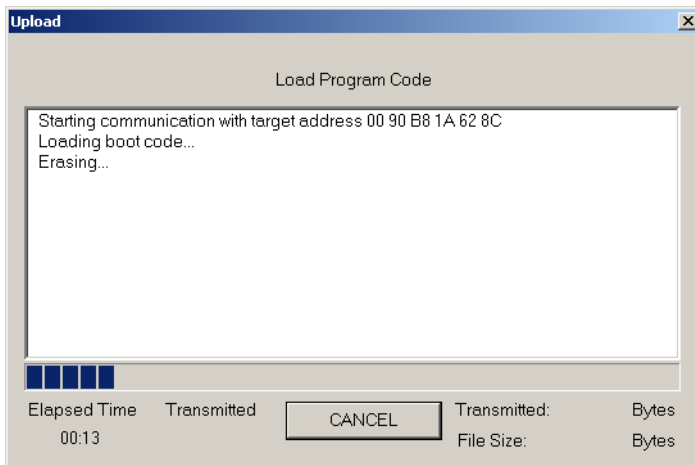 Upload
Load Program Code
Starting communication with target address 00 90 B8 1A 62 8C
Loading boot code...
Erasing...
Elapsed Time Transmitted CANCEL Transmitted: Bytes
00:13 File Size: Bytes